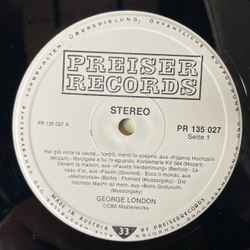 PREISER
RECORDS
STEREO
PR 135 027 A
PR 135 027
Seite 1
Hai già vinta la causa... Vedrò, mentr'io sospiro, aus «Figaros Hochzeit»
(Mozart) - Rivolgete a lui lo sguardo, Konzertarie KV 584 (Mozart) -
Devant la maison, aus «Fausts Verdammung» (Berlioz) - Le
veau d'or, aus «Faust» (Gounod) - Ecco il mondo, aus
«Mefistofele» (Boito) - Flohlied (Mussorgsky) - Die
höchste Macht ist mein, aus «Boris Godunoff»
(Mussorgsky)
GEORGE LONDON
©CBS Masterworks
33
MADE IN AUSTRIA
BY PREISERRECORDS